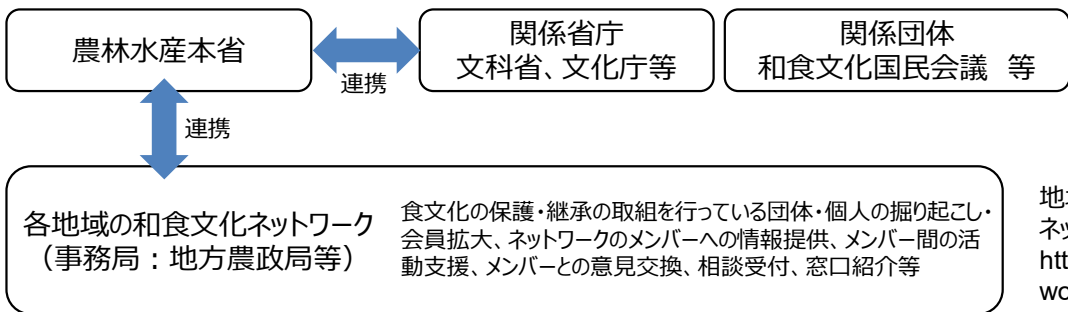 農林水産本省
連携
関係省庁
文科省、文化庁等
関係団体
和食文化国民会議 等
連携
各地域の和食文化ネットワーク
（事務局：地方農政局等）
食文化の保護・継承の取組を行っている団体・個人の掘り起こし・
会員拡大、ネットワークのメンバーへの情報提供、メンバー間の活
動支援、メンバーとの意見交換、相談受付、窓口紹介等